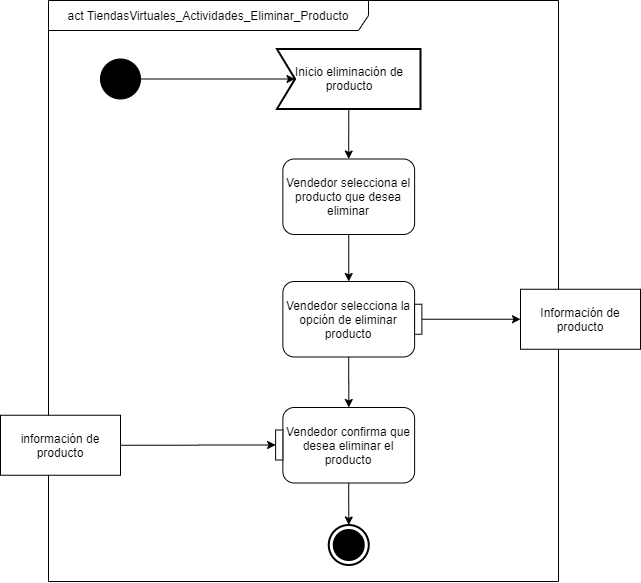 act TiendasVirtuales_Actividades_Eliminar_Producto
Inicio eliminación de
producto
Vendedor selecciona el
producto que desea
eliminar
Vendedor selecciona la
opción de eliminar
producto
Información de
producto
información de
producto
Vendedor confirma que
desea eliminar el
producto